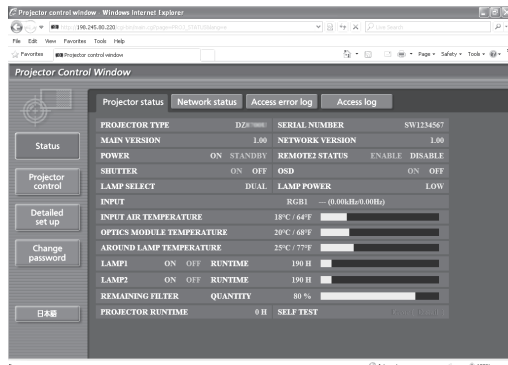 Projector control window - Windows Internet Explorer
http://198.245.80.220
Live Search
File Edit View Favorites Tools Help
Favorites Projector control window
Page Safety Tools
Projector Control Window
Projector status Network status Access error log Access log
Status
Projector control
Detailed set up
Change password
日本語
PROJECTOR TYPE DZ SERIAL NUMBER SW1234567
MAIN VERSION 1.00 NETWORK VERSION 1.00
POWER ON STANDBY REMOTE2 STATUS ENABLE DISABLE
SHUTTER ON OFF OSD ON OFF
LAMP SELECT DUAL LAMP POWER LOW
INPUT RGB1 — (0.00kHz/0.00Hz)
INPUT AIR TEMPERATURE 18°C / 64°F
OPTICS MODULE TEMPERATURE 20°C / 68°F
AROUND LAMP TEMPERATURE 25°C / 77°F
LAMP1 ON OFF RUNTIME 190 H
LAMP2 ON OFF RUNTIME 190 H
REMAINING FILTER QUANTITY 80 %
PROJECTOR RUNTIME 0 H SELF TEST